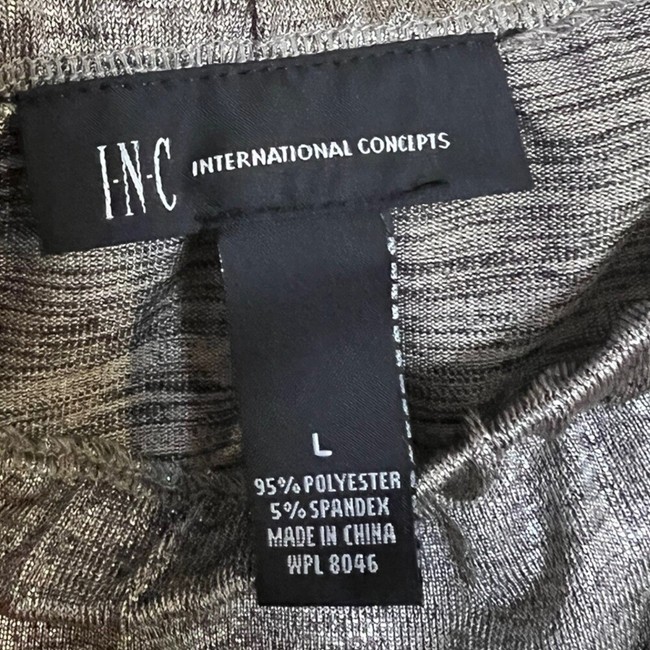 I-N-C INTERNATIONAL CONCEPTS
L
95% POLYESTER
5% SPANDEX
MADE IN CHINA
WPL 8046